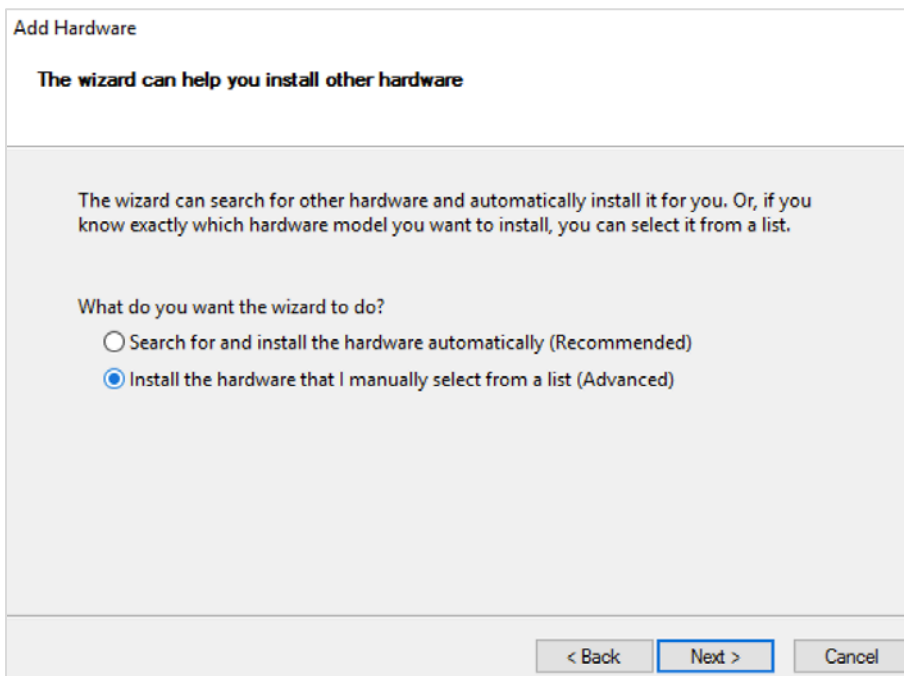 Add Hardware
The wizard can help you install other hardware
The wizard can search for other hardware and automatically install it for you. Or, if you
know exactly which hardware model you want to install, you can select it from a list.
What do you want the wizard to do?
Search for and install the hardware automatically (Recommended)
Install the hardware that I manually select from a list (Advanced)
< Back Next > Cancel